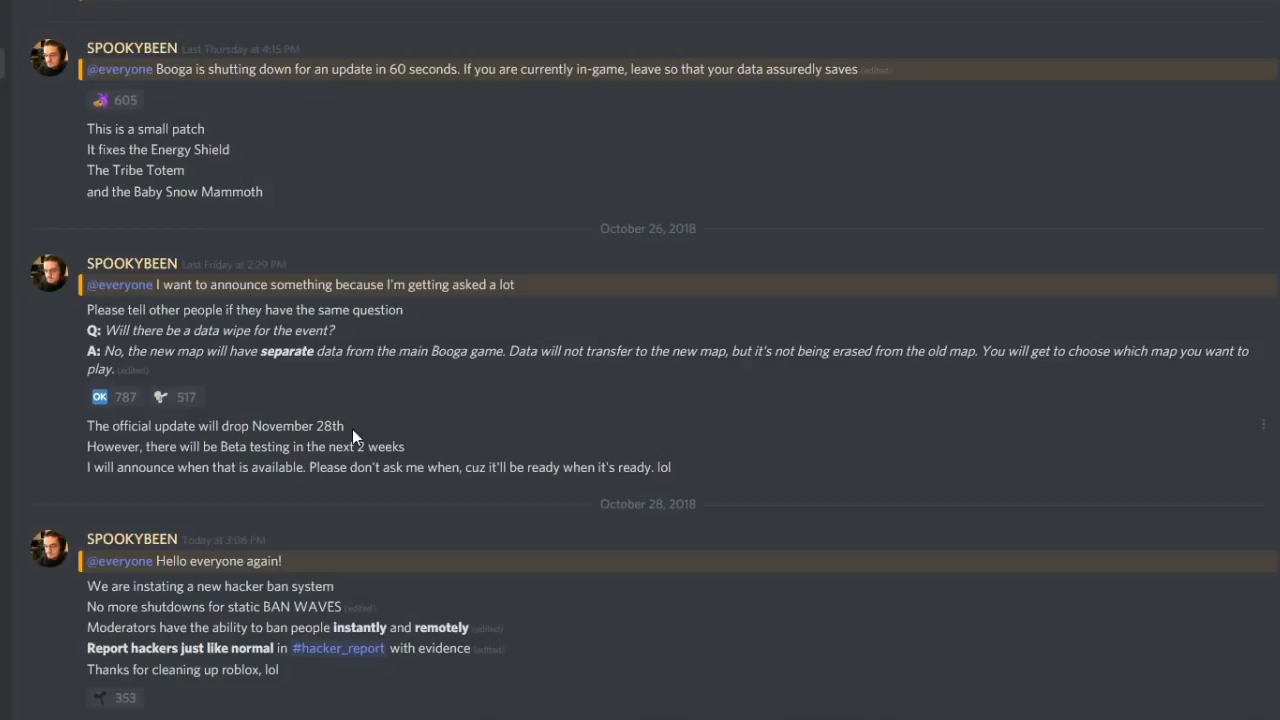 SPOOKYBEEN Last Thursday at 4:15 PM
@everyone Booga is shutting down for an update in 60 seconds. If you are currently in-game, leave so that your data assuredly saves (edited)
605
This is a small patch
It fixes the Energy Shield
The Tribe Totem
and the Baby Snow Mammoth
October 26, 2018
SPOOKYBEEN Last Friday at 2:29 PM
@everyone I want to announce something because I'm getting asked a lot
Please tell other people if they have the same question
Q: Will there be a data wipe for the event?
A: No, the new map will have separate data from the main Booga game. Data will not transfer to the new map, but it's not being erased from the old map. You will get to choose which map you want to
play. (edited)
OK 787 517
The official update will drop November 28th
However, there will be Beta testing in the next 2 weeks
I will announce when that is available. Please don't ask me when, cuz it'll be ready when it's ready. lol
October 28, 2018
SPOOKYBEEN Today at 3:06 PM
@everyone Hello everyone again!
We are instating a new hacker ban system
No more shutdowns for static BAN WAVES (edited)
Moderators have the ability to ban people instantly and remotely (edited)
Report hackers just like normal in #hacker_report with evidence (edited)
Thanks for cleaning up roblox, lol
353